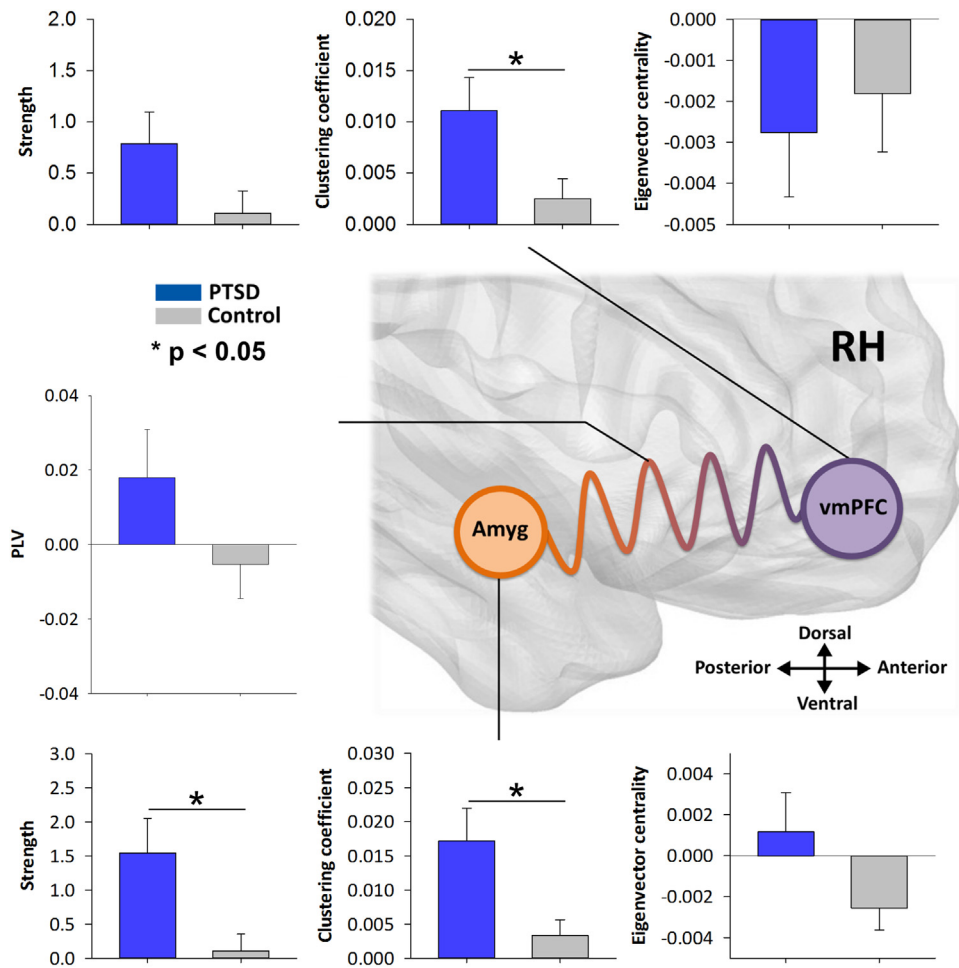 Strength
2.0
1.0
0.5
0.0
Clustering coefficient
0.020
0.015
0.010
0.005
0.000
*
Eigenvector centrality
0.000
-0.001
-0.002
-0.003
-0.004
-0.005
PTSD
Control
* p < 0.05
RH
PLV
0.04
0.02
0.00
-0.02
-0.04
Amyg
vmPFC
Dorsal
Posterior Anterior
Ventral
Strength
3.0
2.5
2.0
1.5
1.0
0.5
0.0
*
Clustering coefficient
0.030
0.025
0.020
0.015
0.010
0.005
0.000
*
Eigenvector centrality
0.004
0.002
0.000
-0.002
-0.004